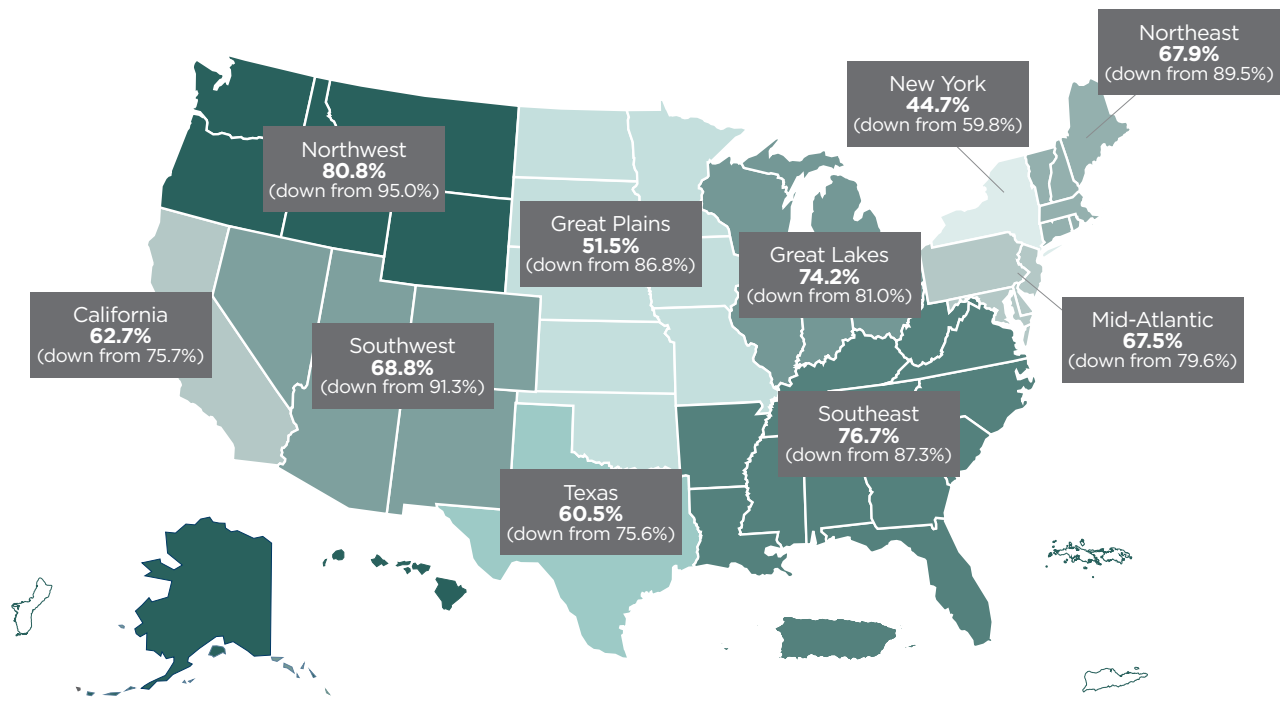 Northeast
67.9%
(down from 89.5%)
New York
44.7%
(down from 59.8%)
Northwest
80.8%
(down from 95.0%)
Great Plains
51.5%
(down from 86.8%)
Great Lakes
74.2%
(down from 81.0%)
California
62.7%
(down from 75.7%)
Mid-Atlantic
67.5%
(down from 79.6%)
Southwest
68.8%
(down from 91.3%)
Southeast
76.7%
(down from 87.3%)
Texas
60.5%
(down from 75.6%)